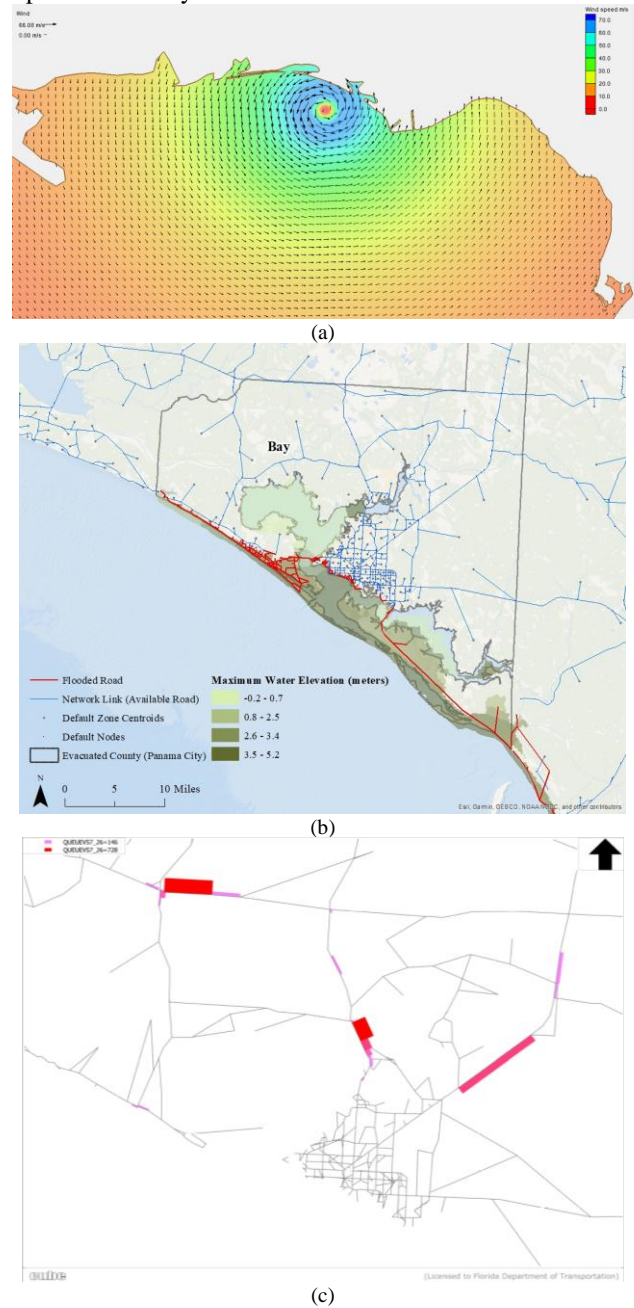 Wind
66.08 m/s
0.00 m/s
Wind speed m/s
70.0
60.0
50.0
40.0
30.0
20.0
10.0
0.0
(a)
Bay
Flooded Road
Network Link (Available Road)
Default Zone Centroids
Default Nodes
Evacuated County (Panama City)
Maximum Water Elevation (meters)
-0.2 - 0.7
0.8 - 2.5
2.6 - 3.4
3.5 - 5.2
N
0 5 10 Miles
Esri, Garmin, GEBCO, NOAA NGDC, and other contributors
(b)
QUEUEVS7_26=146
QUEUEVS7_26=728
cube
(Licensed to Florida Department of Transportation)
(c)